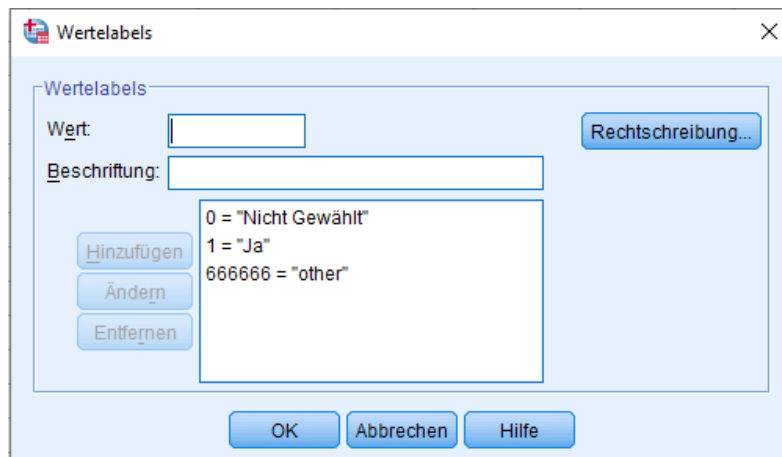 Wertelabels
Wertelabels
Wert:
Rechtschreibung...
Beschriftung:
0 = "Nicht Gewählt"
1 = "Ja"
666666 = "other"
Hinzufügen
Ändern
Entfernen
OK Abbrechen Hilfe